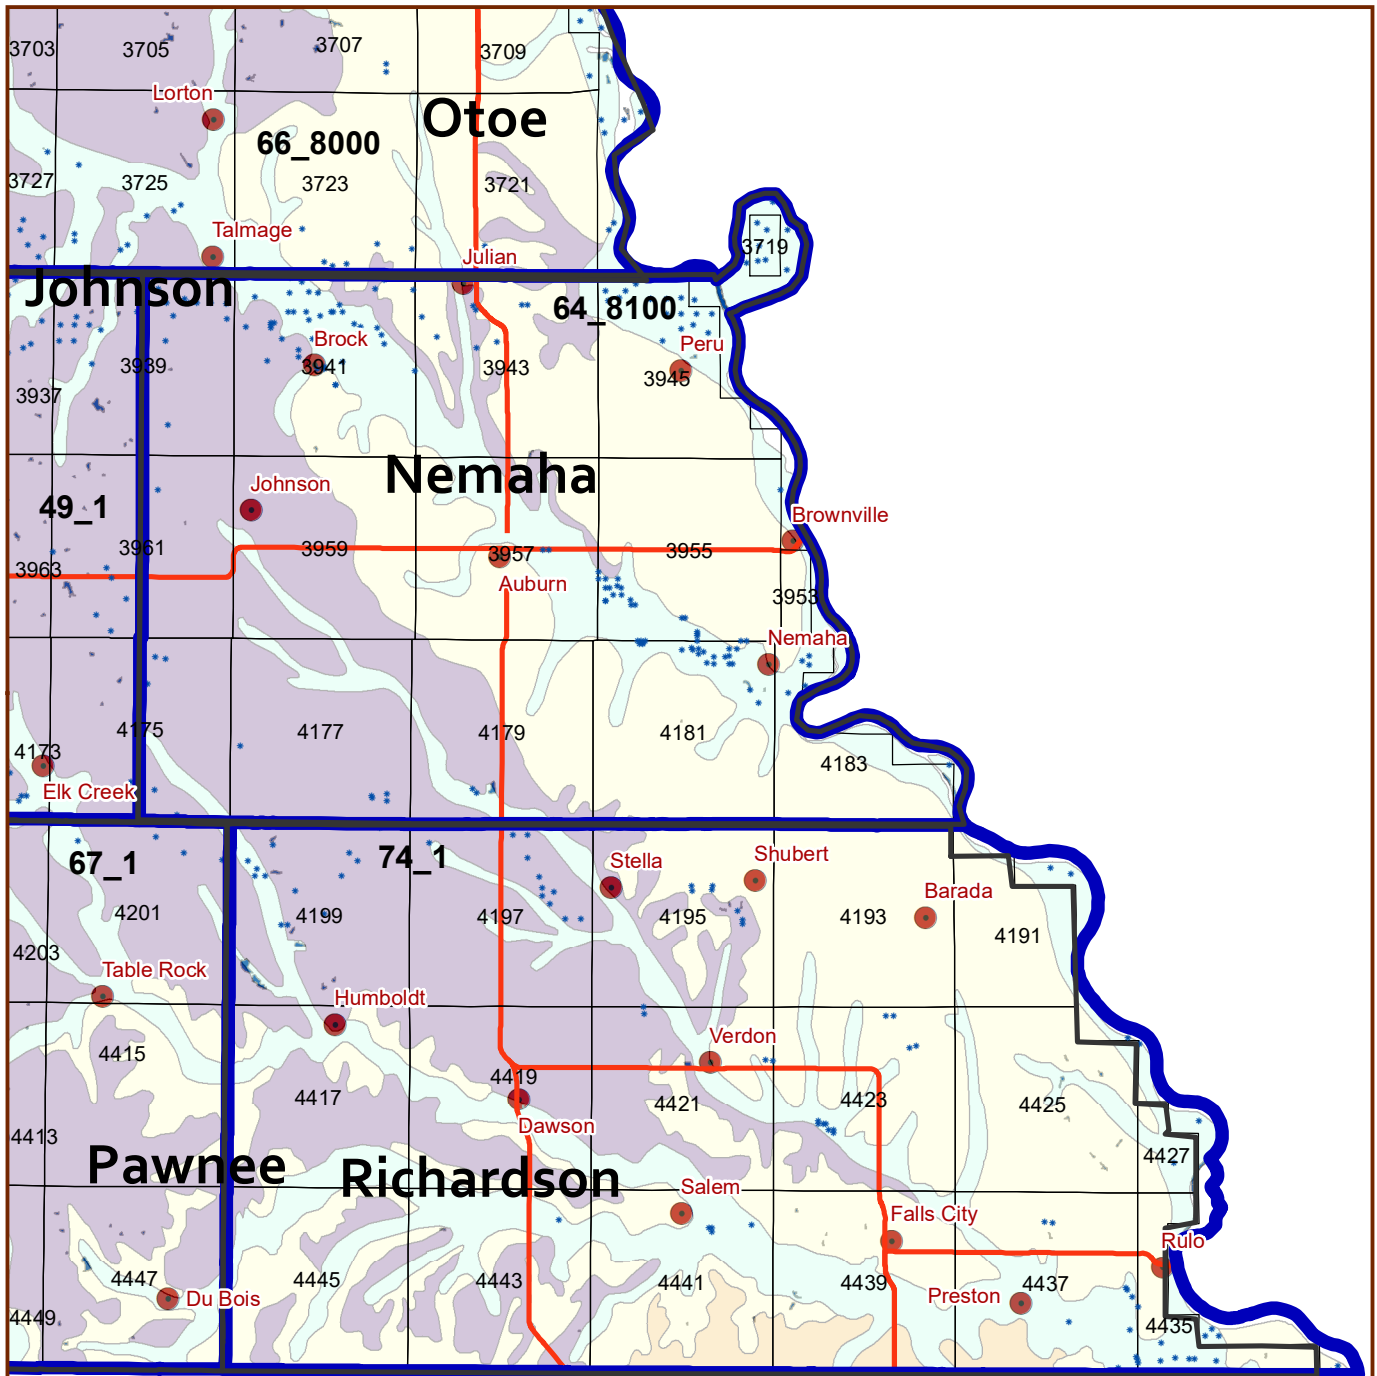 3703
3705
3707
3709
Lorton
Otoe
66_8000
3727
3725
3723
3721
Talmage
3719
Julian
Johnson
64_8100
Brock
Peru
3939
3941
3943
3945
3937
Nemaha
Johnson
49_1
Brownville
3961
3959
3957
3955
3963
Auburn
3953
Nemaha
4175
4177
4179
4181
4173
4183
Elk Creek
67_1
74_1
Stella
Shubert
Barada
4201
4199
4197
4195
4193
4191
4203
Table Rock
Humboldt
Verdon
4415
4419
4417
4421
4423
4425
Dawson
4413
4427
Pawnee
Richardson
Salem
Falls City
Rulo
4447
4445
4443
4441
4439
4437
Du Bois
Preston
4449
4435